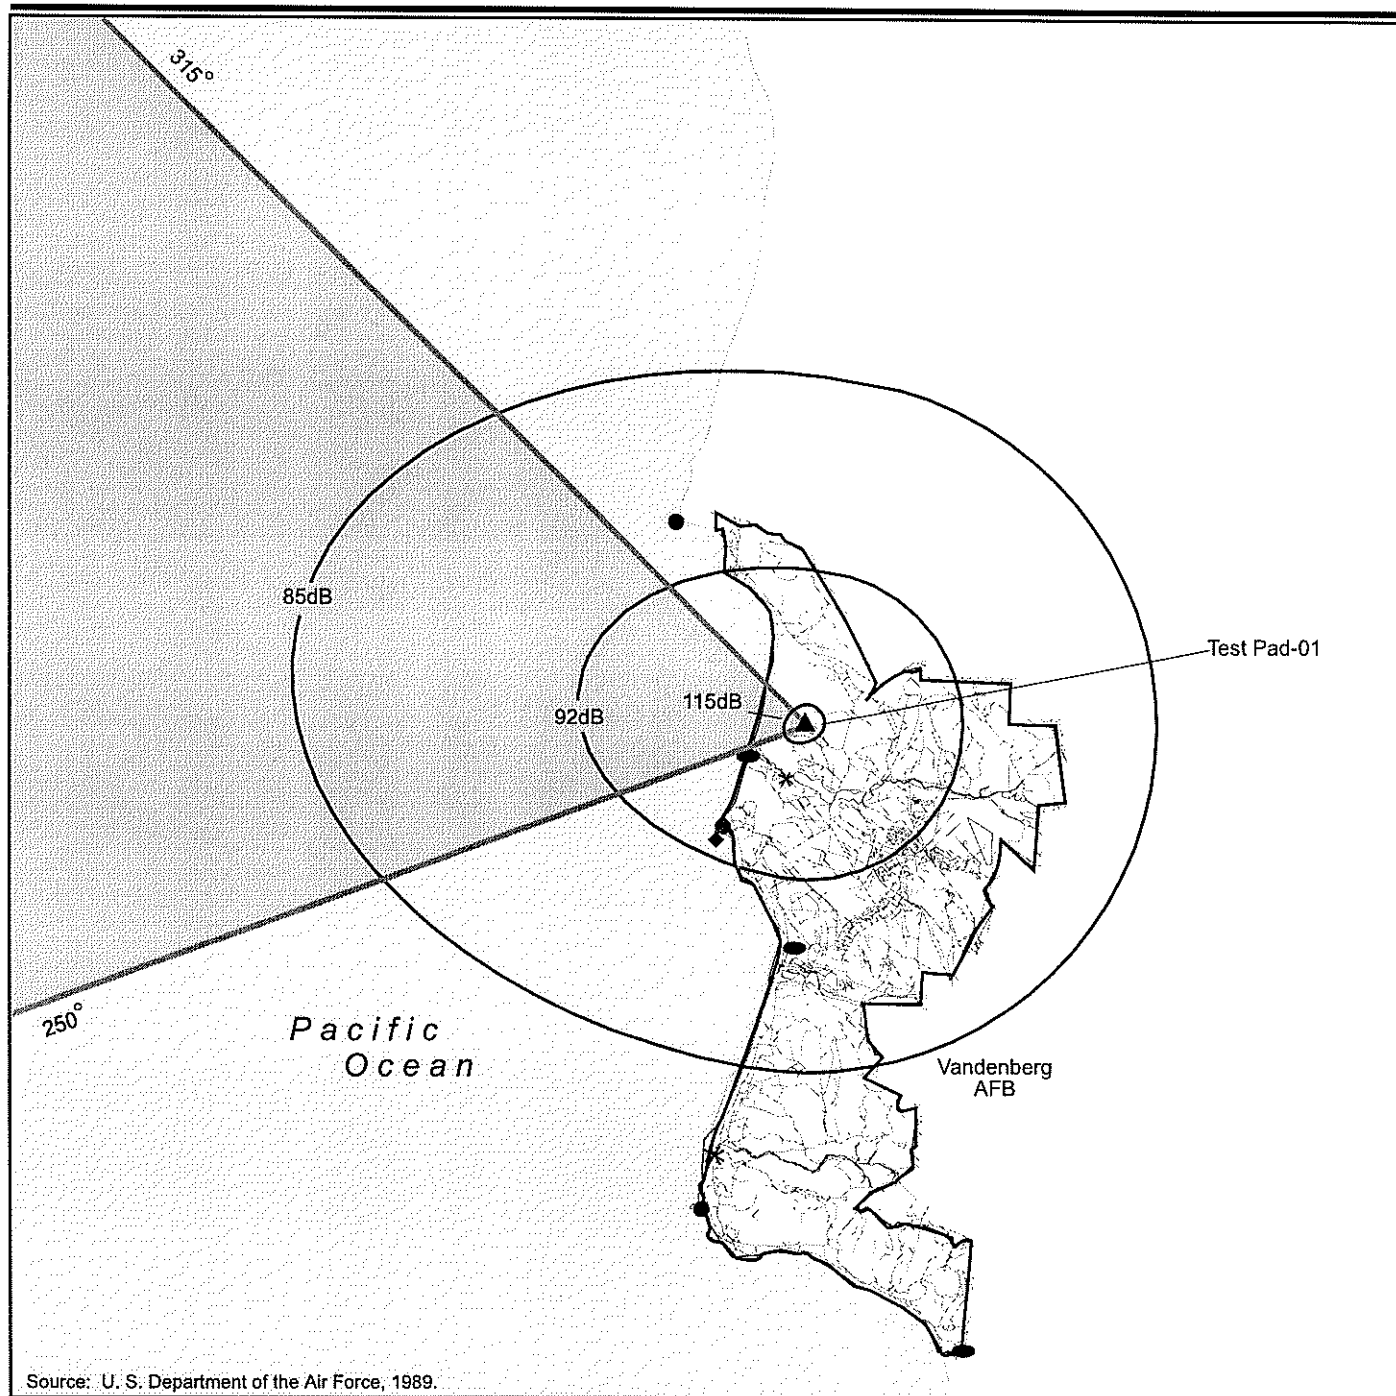 315°
85dB
Test Pad-01
115dB
92dB
250°
Pacific
Ocean
Vandenberg
AFB
Source: U. S. Department of the Air Force, 1989.